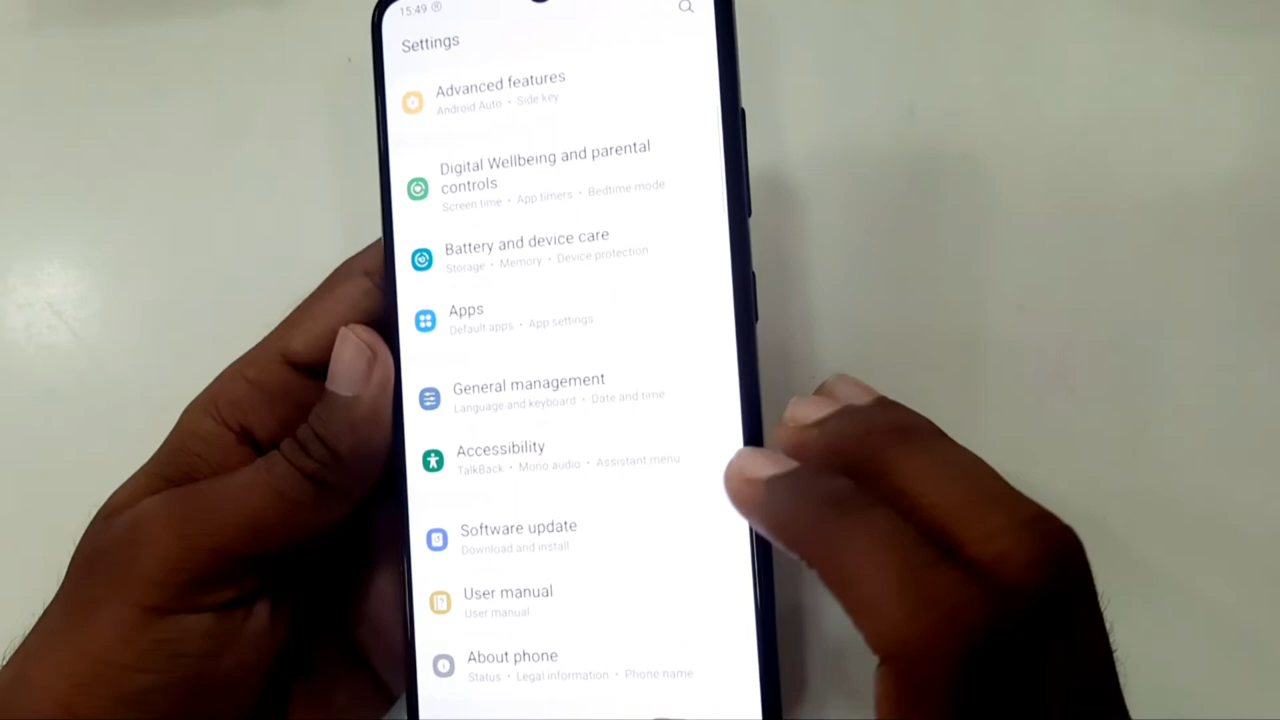 15:49
Settings
Advanced features
Android Auto • Side key
Digital Wellbeing and parental
controls
Screen time • App timers • Bedtime mode
Battery and device care
Storage • Memory • Device protection
Apps
Default apps • App settings
General management
Language and keyboard • Date and time
Accessibility
TalkBack • Mono audio • Assistant menu
Software update
Download and install
User manual
User manual
About phone
Status • Legal information • Phone name